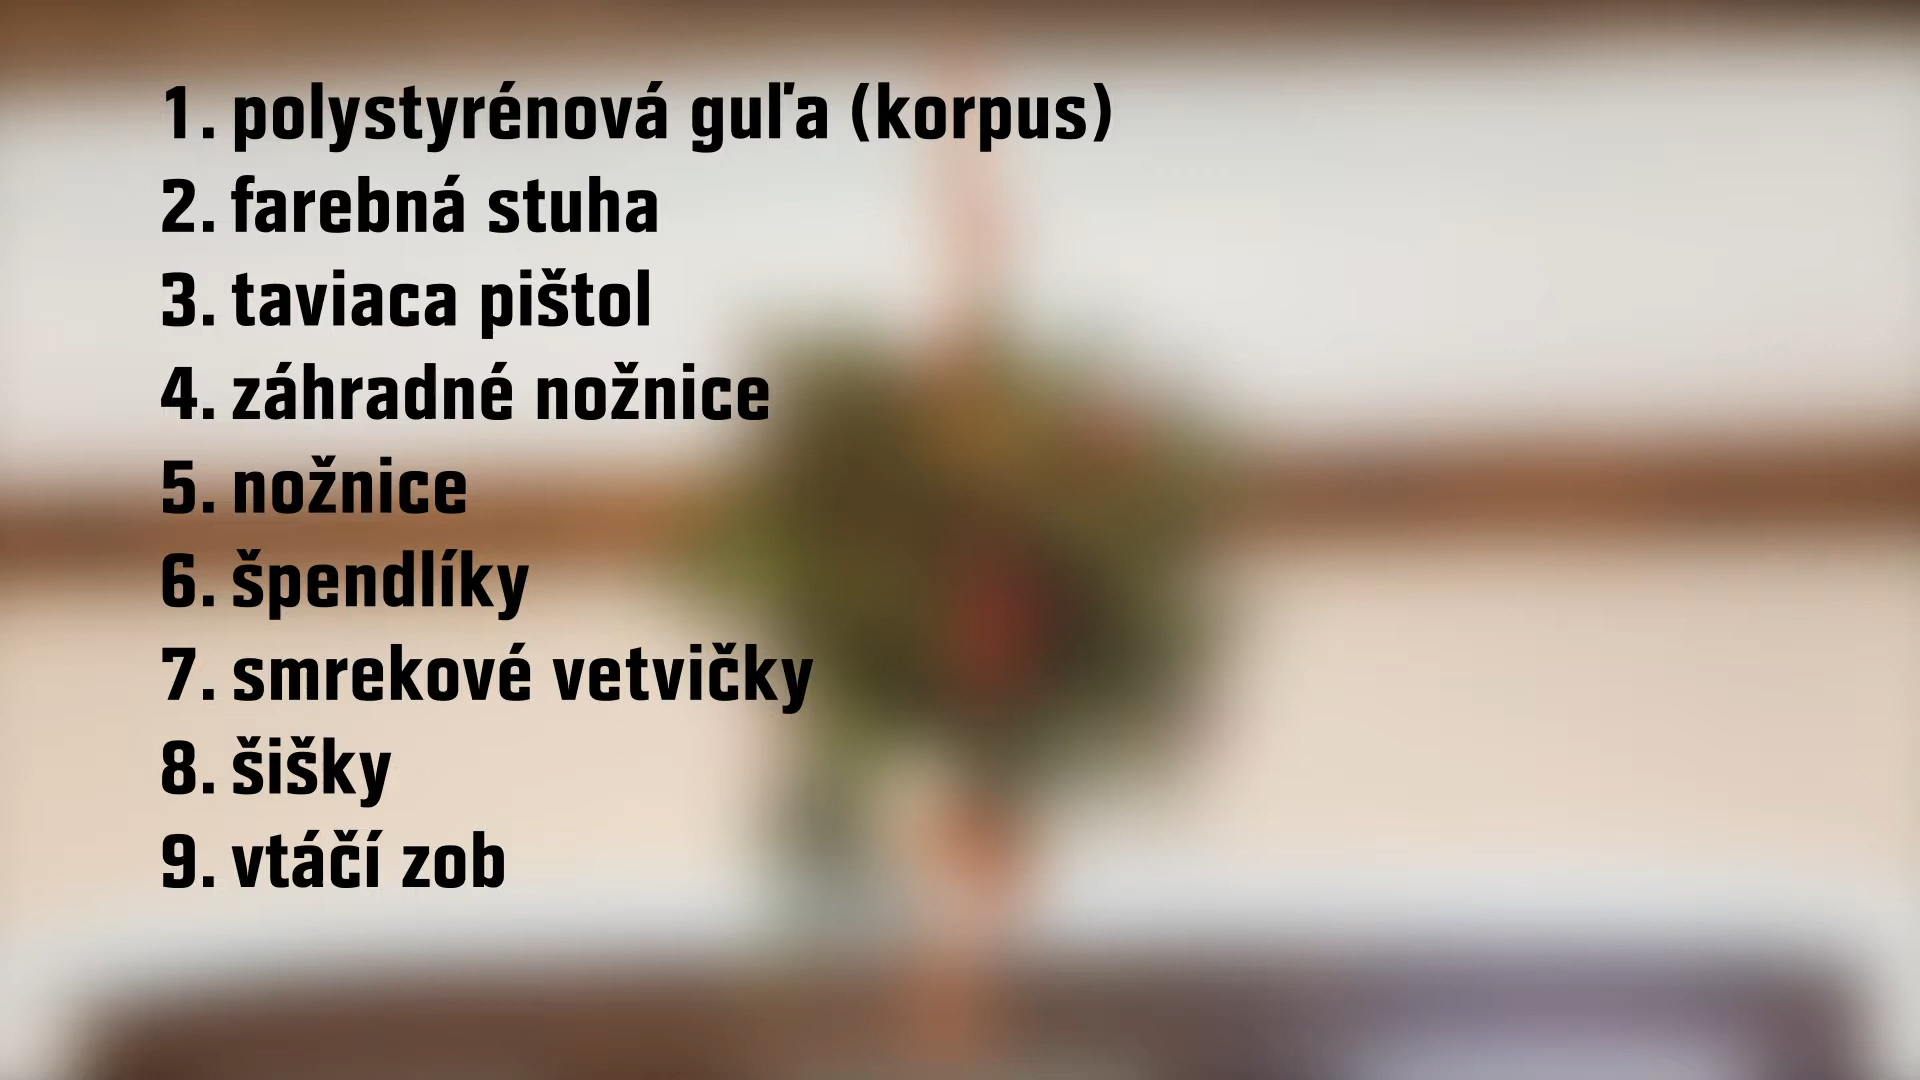 1. polystyrénová guľa (korpus)
2. farebná stuha
3. taviaca pištol
4. záhradné nožnice
5. nožnice
6. špendlíky
7. smrekové vetvičky
8. šišky
9. vtáčí zob